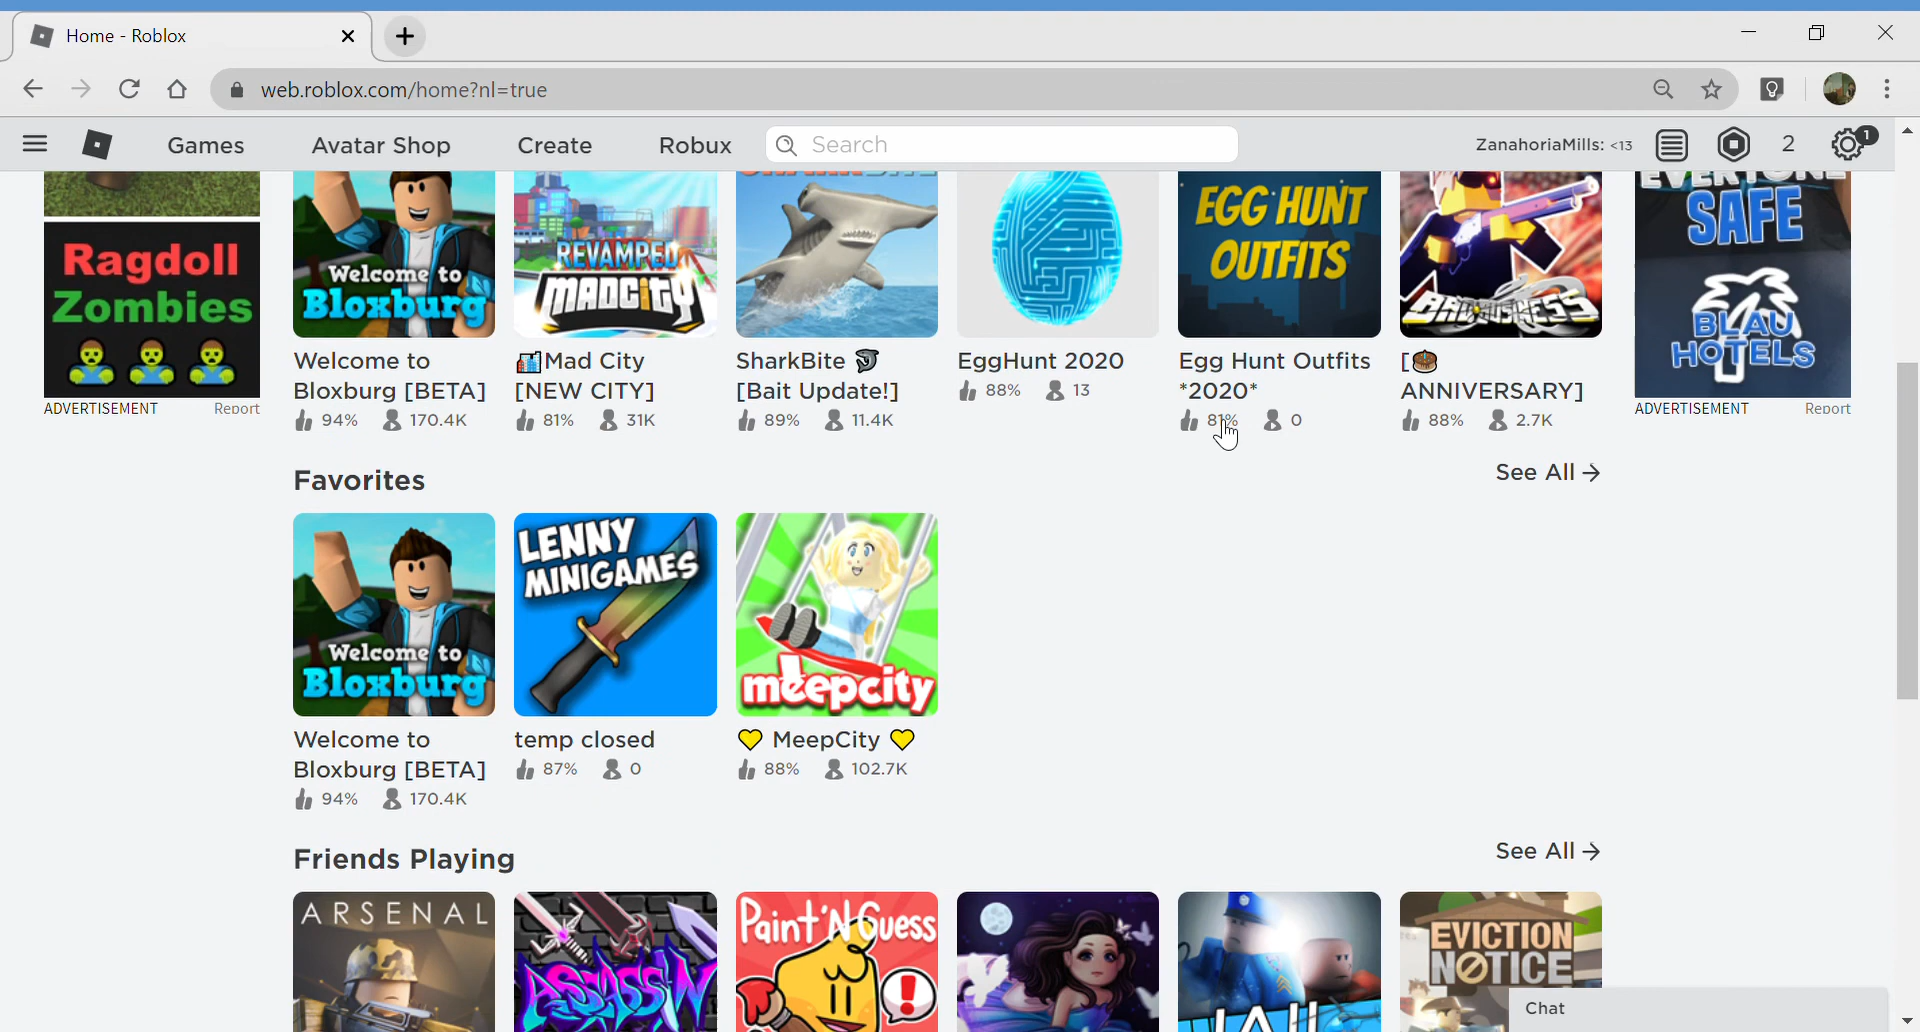 Home - Roblox
web.roblox.com/home?nl=true
Games Avatar Shop Create Robux Search ZanahoriaMills: <13 2 1
Ragdoll
Zombies
ADVERTISEMENT Report
Welcome to
Bloxburg
REVAMPED
MADCITY
EGG HUNT
OUTFITS
BAD BUSINESS
EVERYONE
SAFE
BLAU
HOTELS
ADVERTISEMENT Report
Welcome to
Bloxburg [BETA]
94% 170.4K
🏙️Mad City
[NEW CITY]
81% 31K
SharkBite 🦈
[Bait Update!]
89% 11.4K
EggHunt 2020
88% 13
Egg Hunt Outfits
*2020*
81% 0
[🎂
ANNIVERSARY]
88% 2.7K
Favorites
See All →
LENNY
MINIGAMES
meepcity
Welcome to
Bloxburg
Welcome to
Bloxburg [BETA]
94% 170.4K
temp closed
87% 0
💛 MeepCity 💛
88% 102.7K
Friends Playing
See All →
ARSENAL
ASSASSIN
Paint'N Guess
EVICTION
NOTICE
Chat